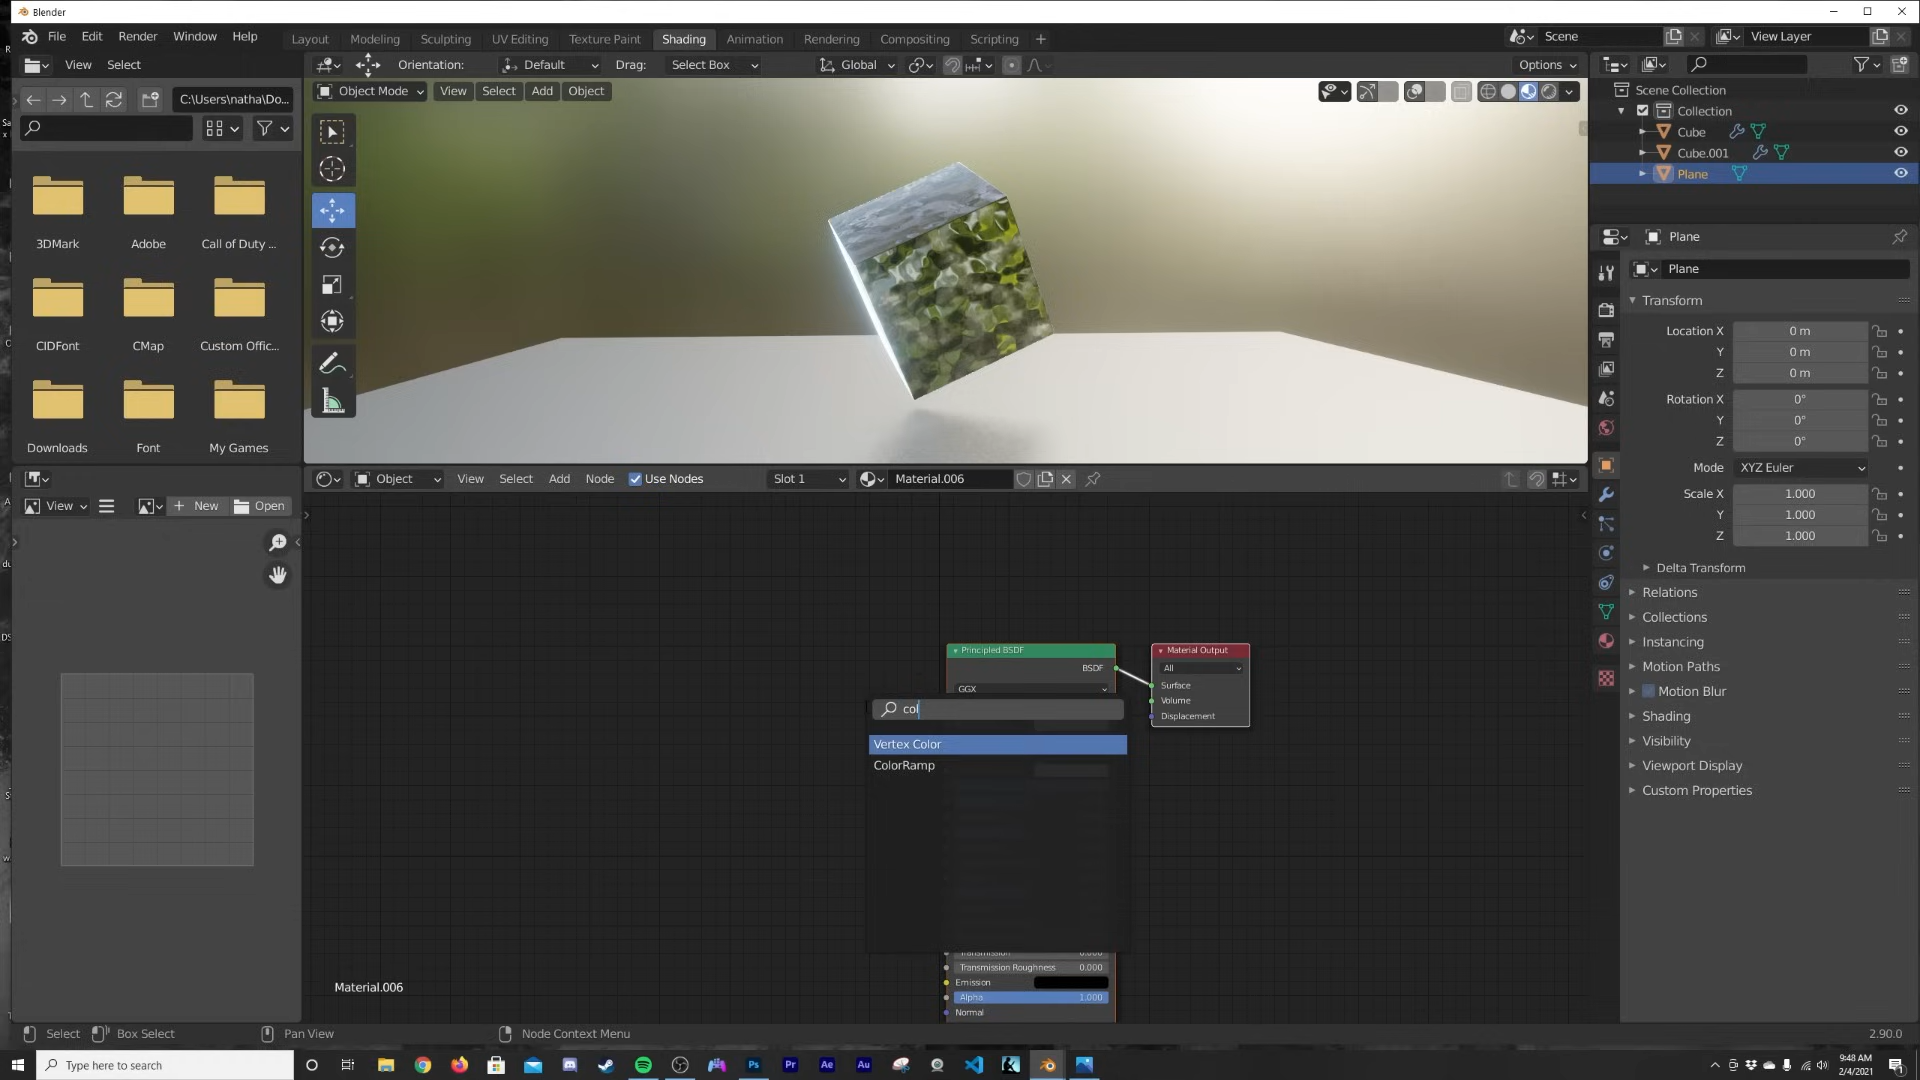 Blender
File Edit Render Window Help
Layout Modeling Sculpting UV Editing Texture Paint Shading Animation Rendering Compositing Scripting +
Scene
View Layer
View Select
Orientation: Default Drag: Select Box
Global
Options
C:\Users\natha\Do...
Object Mode View Select Add Object
3DMark Adobe Call of Duty ...
CIDFont CMap Custom Offic...
Downloads Font My Games
Scene Collection
Collection
Cube
Cube.001
Plane
Plane
Plane
Transform
Location X 0 m
Y 0 m
Z 0 m
Rotation X 0°
Y 0°
Z 0°
Mode XYZ Euler
Scale X 1.000
Y 1.000
Z 1.000
Delta Transform
Relations
Collections
Instancing
Motion Paths
Motion Blur
Shading
Visibility
Viewport Display
Custom Properties
Object View Select Add Node Use Nodes Slot 1 Material.006
View + New Open
Principled BSDF
BSDF
GGX
Material Output
All
Surface
Volume
Displacement
col
Vertex Color
ColorRamp
Transmission Roughness 0.000
Emission
Alpha 1.000
Normal
Material.006
Select Box Select Pan View Node Context Menu 2.90.0
Type here to search
Ps Pr Ae Au
9:48 AM
2/4/2021